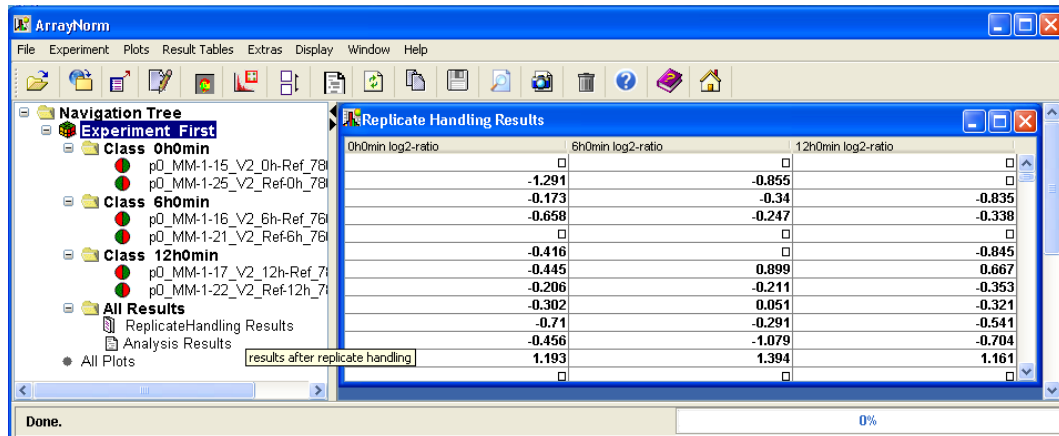 ArrayNorm
File Experiment Plots Result Tables Extras Display Window Help
Navigation Tree
Experiment First
Class 0h0min
p0_MM-1-15_V2_0h-Ref_780
p0_MM-1-25_V2_Ref-0h_780
Class 6h0min
p0_MM-1-16_V2_6h-Ref_760
p0_MM-1-21_V2_Ref-6h_760
Class 12h0min
p0_MM-1-17_V2_12h-Ref_7
p0_MM-1-22_V2_Ref-12h_7
All Results
ReplicateHandling Results
Analysis Results
results after replicate handling
All Plots
Replicate Handling Results
0h0min log2-ratio 6h0min log2-ratio 12h0min log2-ratio
-1.291 -0.855
-0.173 -0.34 -0.835
-0.658 -0.247 -0.338
-0.416 -0.845
-0.445 0.899 0.667
-0.206 -0.211 -0.353
-0.302 0.051 -0.321
-0.71 -0.291 -0.541
-0.456 -1.079 -0.704
1.193 1.394 1.161
Done. 0%